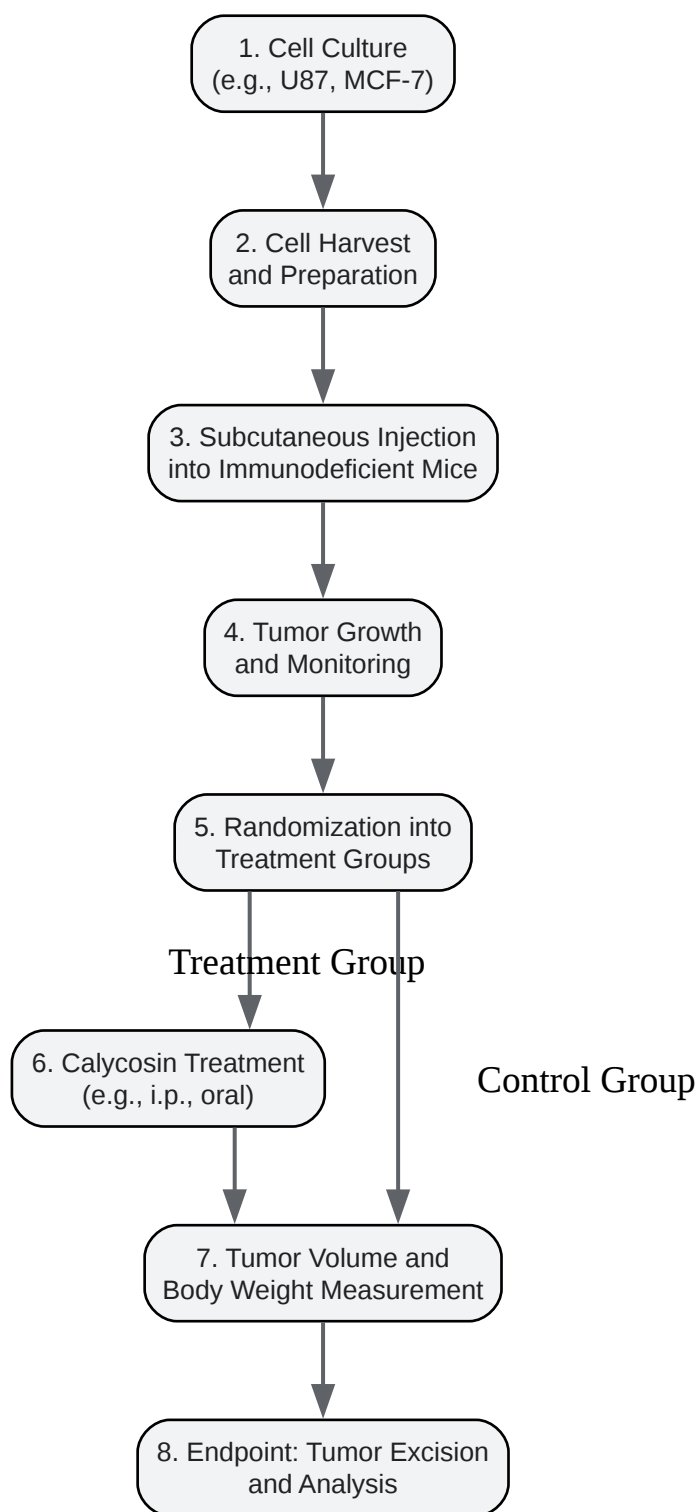 1. Cell Culture
(e.g., U87, MCF-7)
2. Cell Harvest
and Preparation
3. Subcutaneous Injection
into Immunodeficient Mice
4. Tumor Growth
and Monitoring
5. Randomization into
Treatment Groups
Treatment Group
6. Calycosin Treatment
(e.g., i.p., oral)
Control Group
7. Tumor Volume and
Body Weight Measurement
8. Endpoint: Tumor Excision
and Analysis